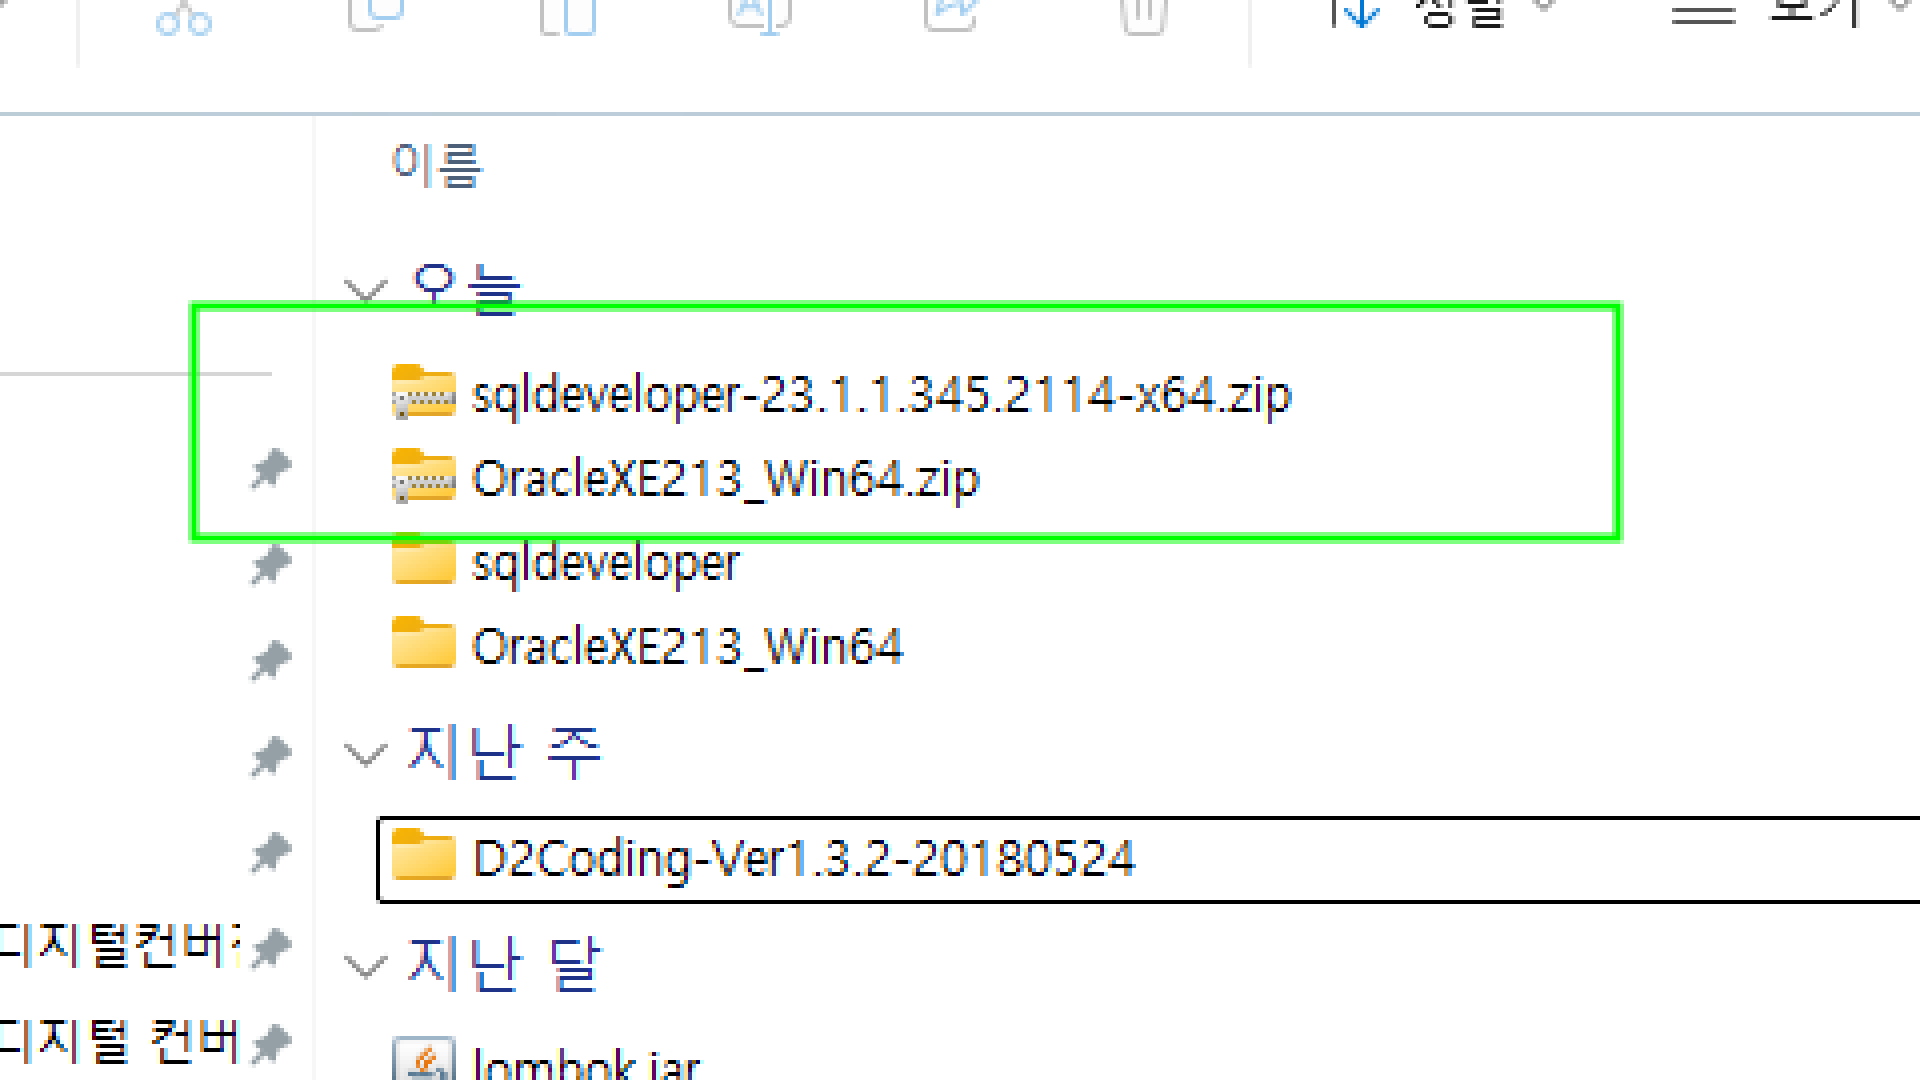 정렬 보기
이름
오늘
sqldeveloper-23.1.1.345.2114-x64.zip
OracleXE213_Win64.zip
sqldeveloper
OracleXE213_Win64
지난 주
D2Coding-Ver1.3.2-20180524
지난 달
디지털컨버
디지털 컨버
lombok.jar